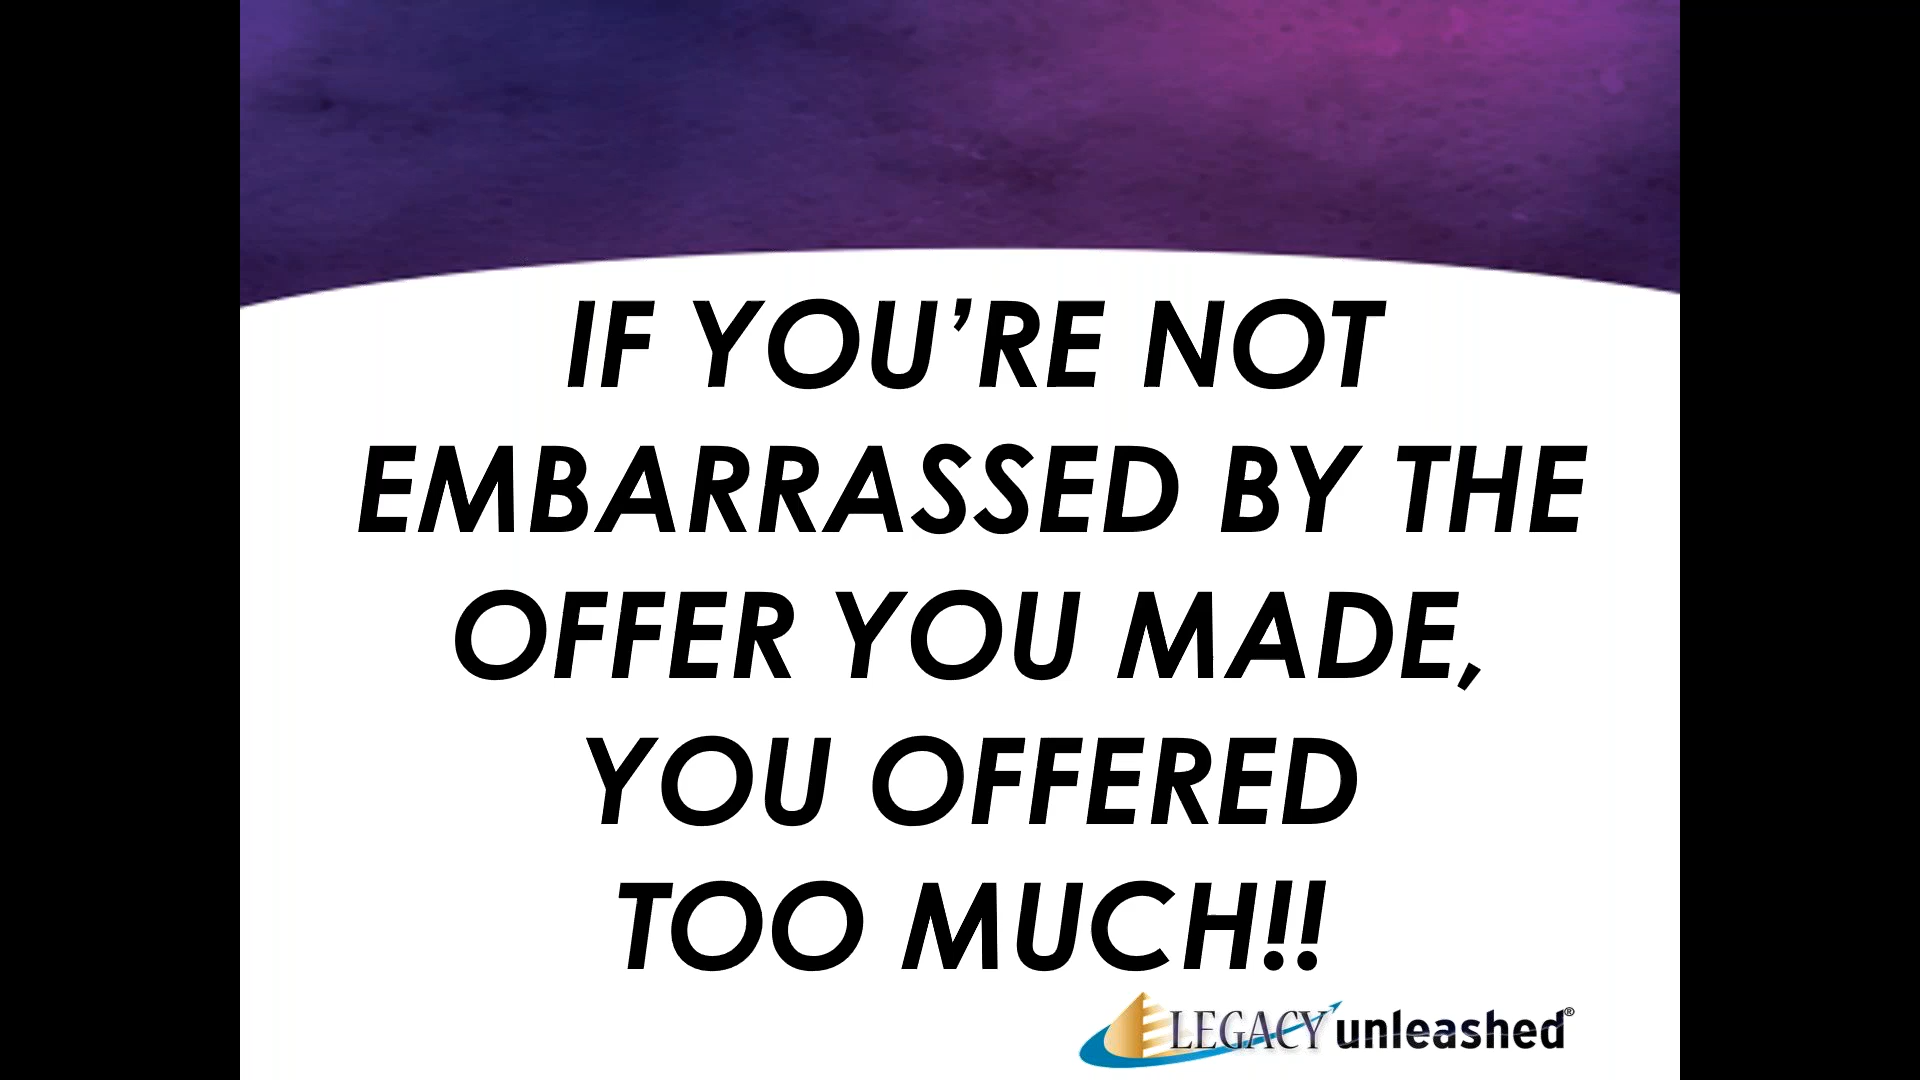 IF YOU’RE NOT
EMBARRASSED BY THE
OFFER YOU MADE,
YOU OFFERED
TOO MUCH!!
LEGACY unleashed®